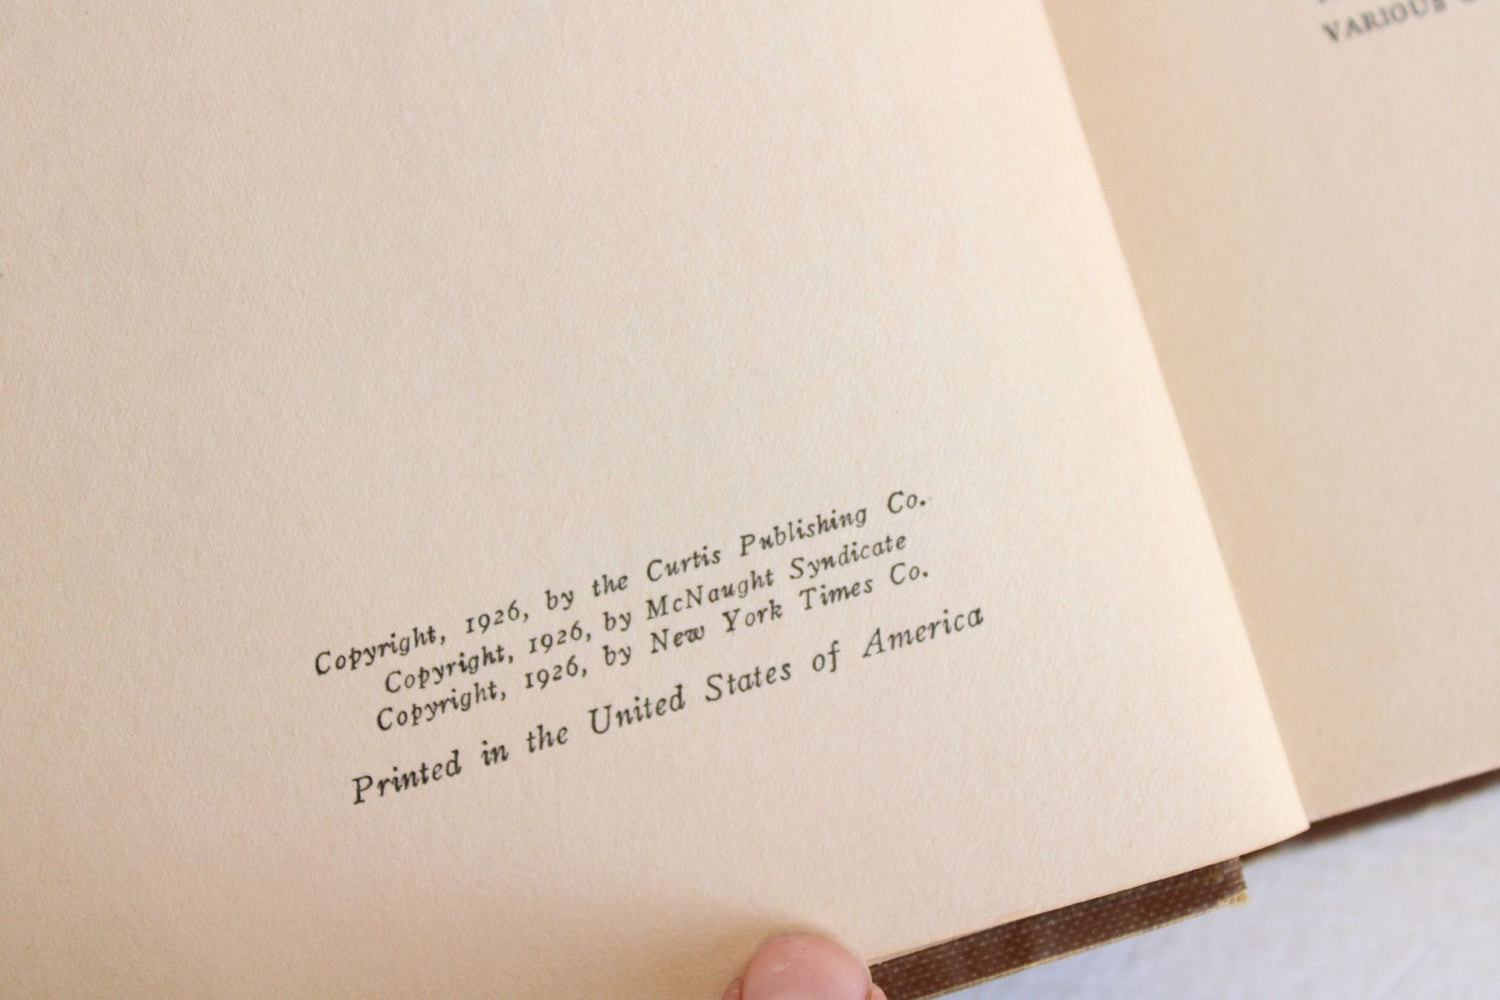 Copyright, 1926, by the Curtis Publishing Co.
Copyright, 1926, by McNaught Syndicate
Copyright, 1926, by New York Times Co.
Printed in the United States of America
VARIOUS